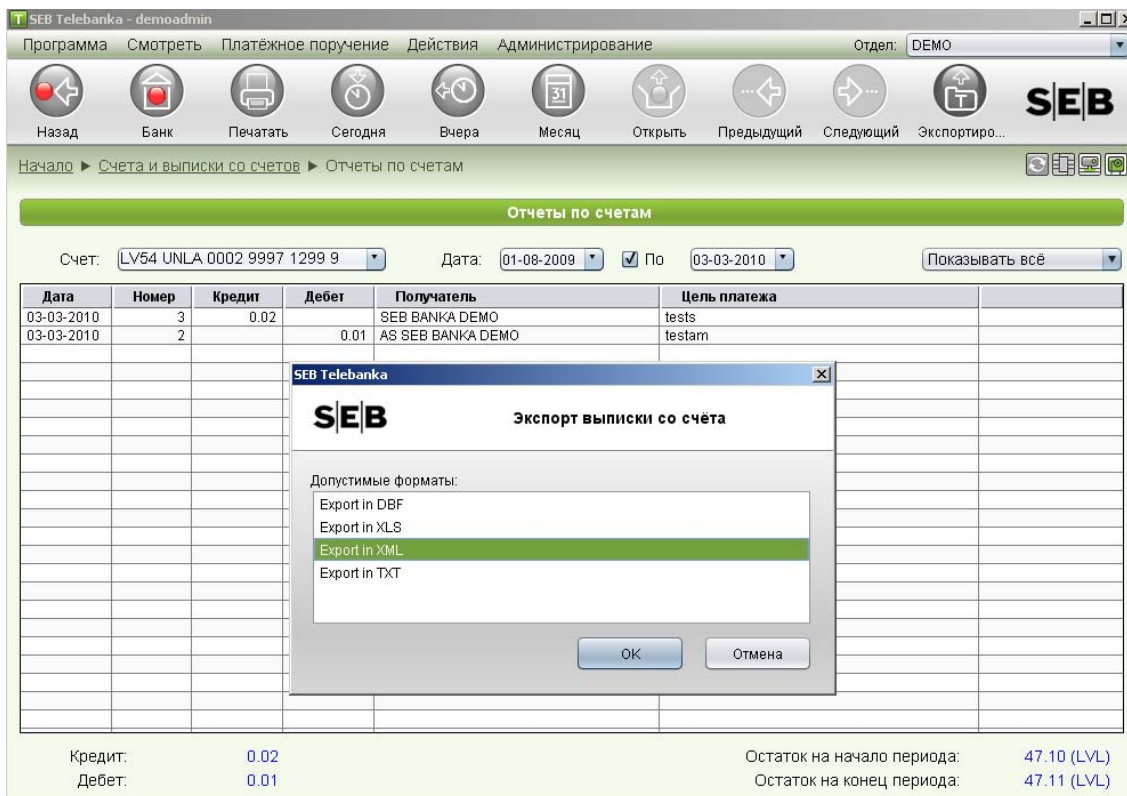 SEB Telebanka - demoadmin
Программа Смотреть Платёжное поручение Действия Администрирование Отдел: DEMO
31
Назад Банк Печатать Сегодня Вчера Месяц Открыть Предыдущий Следующий Экспортиро...
SEB
Начало ► Счета и выписки со счетов ► Отчеты по счетам
Отчеты по счетам
Счет: LV54 UNLA 0002 9997 1299 9 Дата: 01-08-2009 По 03-03-2010 Показывать всё
Дата Номер Кредит Дебет Получатель Цель платежа
03-03-2010 3 0.02 SEB BANKA DEMO tests
03-03-2010 2 0.01 AS SEB BANKA DEMO testam
SEB Telebanka
SEB Экспорт выписки со счёта
Допустимые форматы:
Export in DBF
Export in XLS
Export in XML
Export in TXT
OK Отмена
Кредит: 0.02 Остаток на начало периода: 47.10 (LVL)
Дебет: 0.01 Остаток на конец периода: 47.11 (LVL)